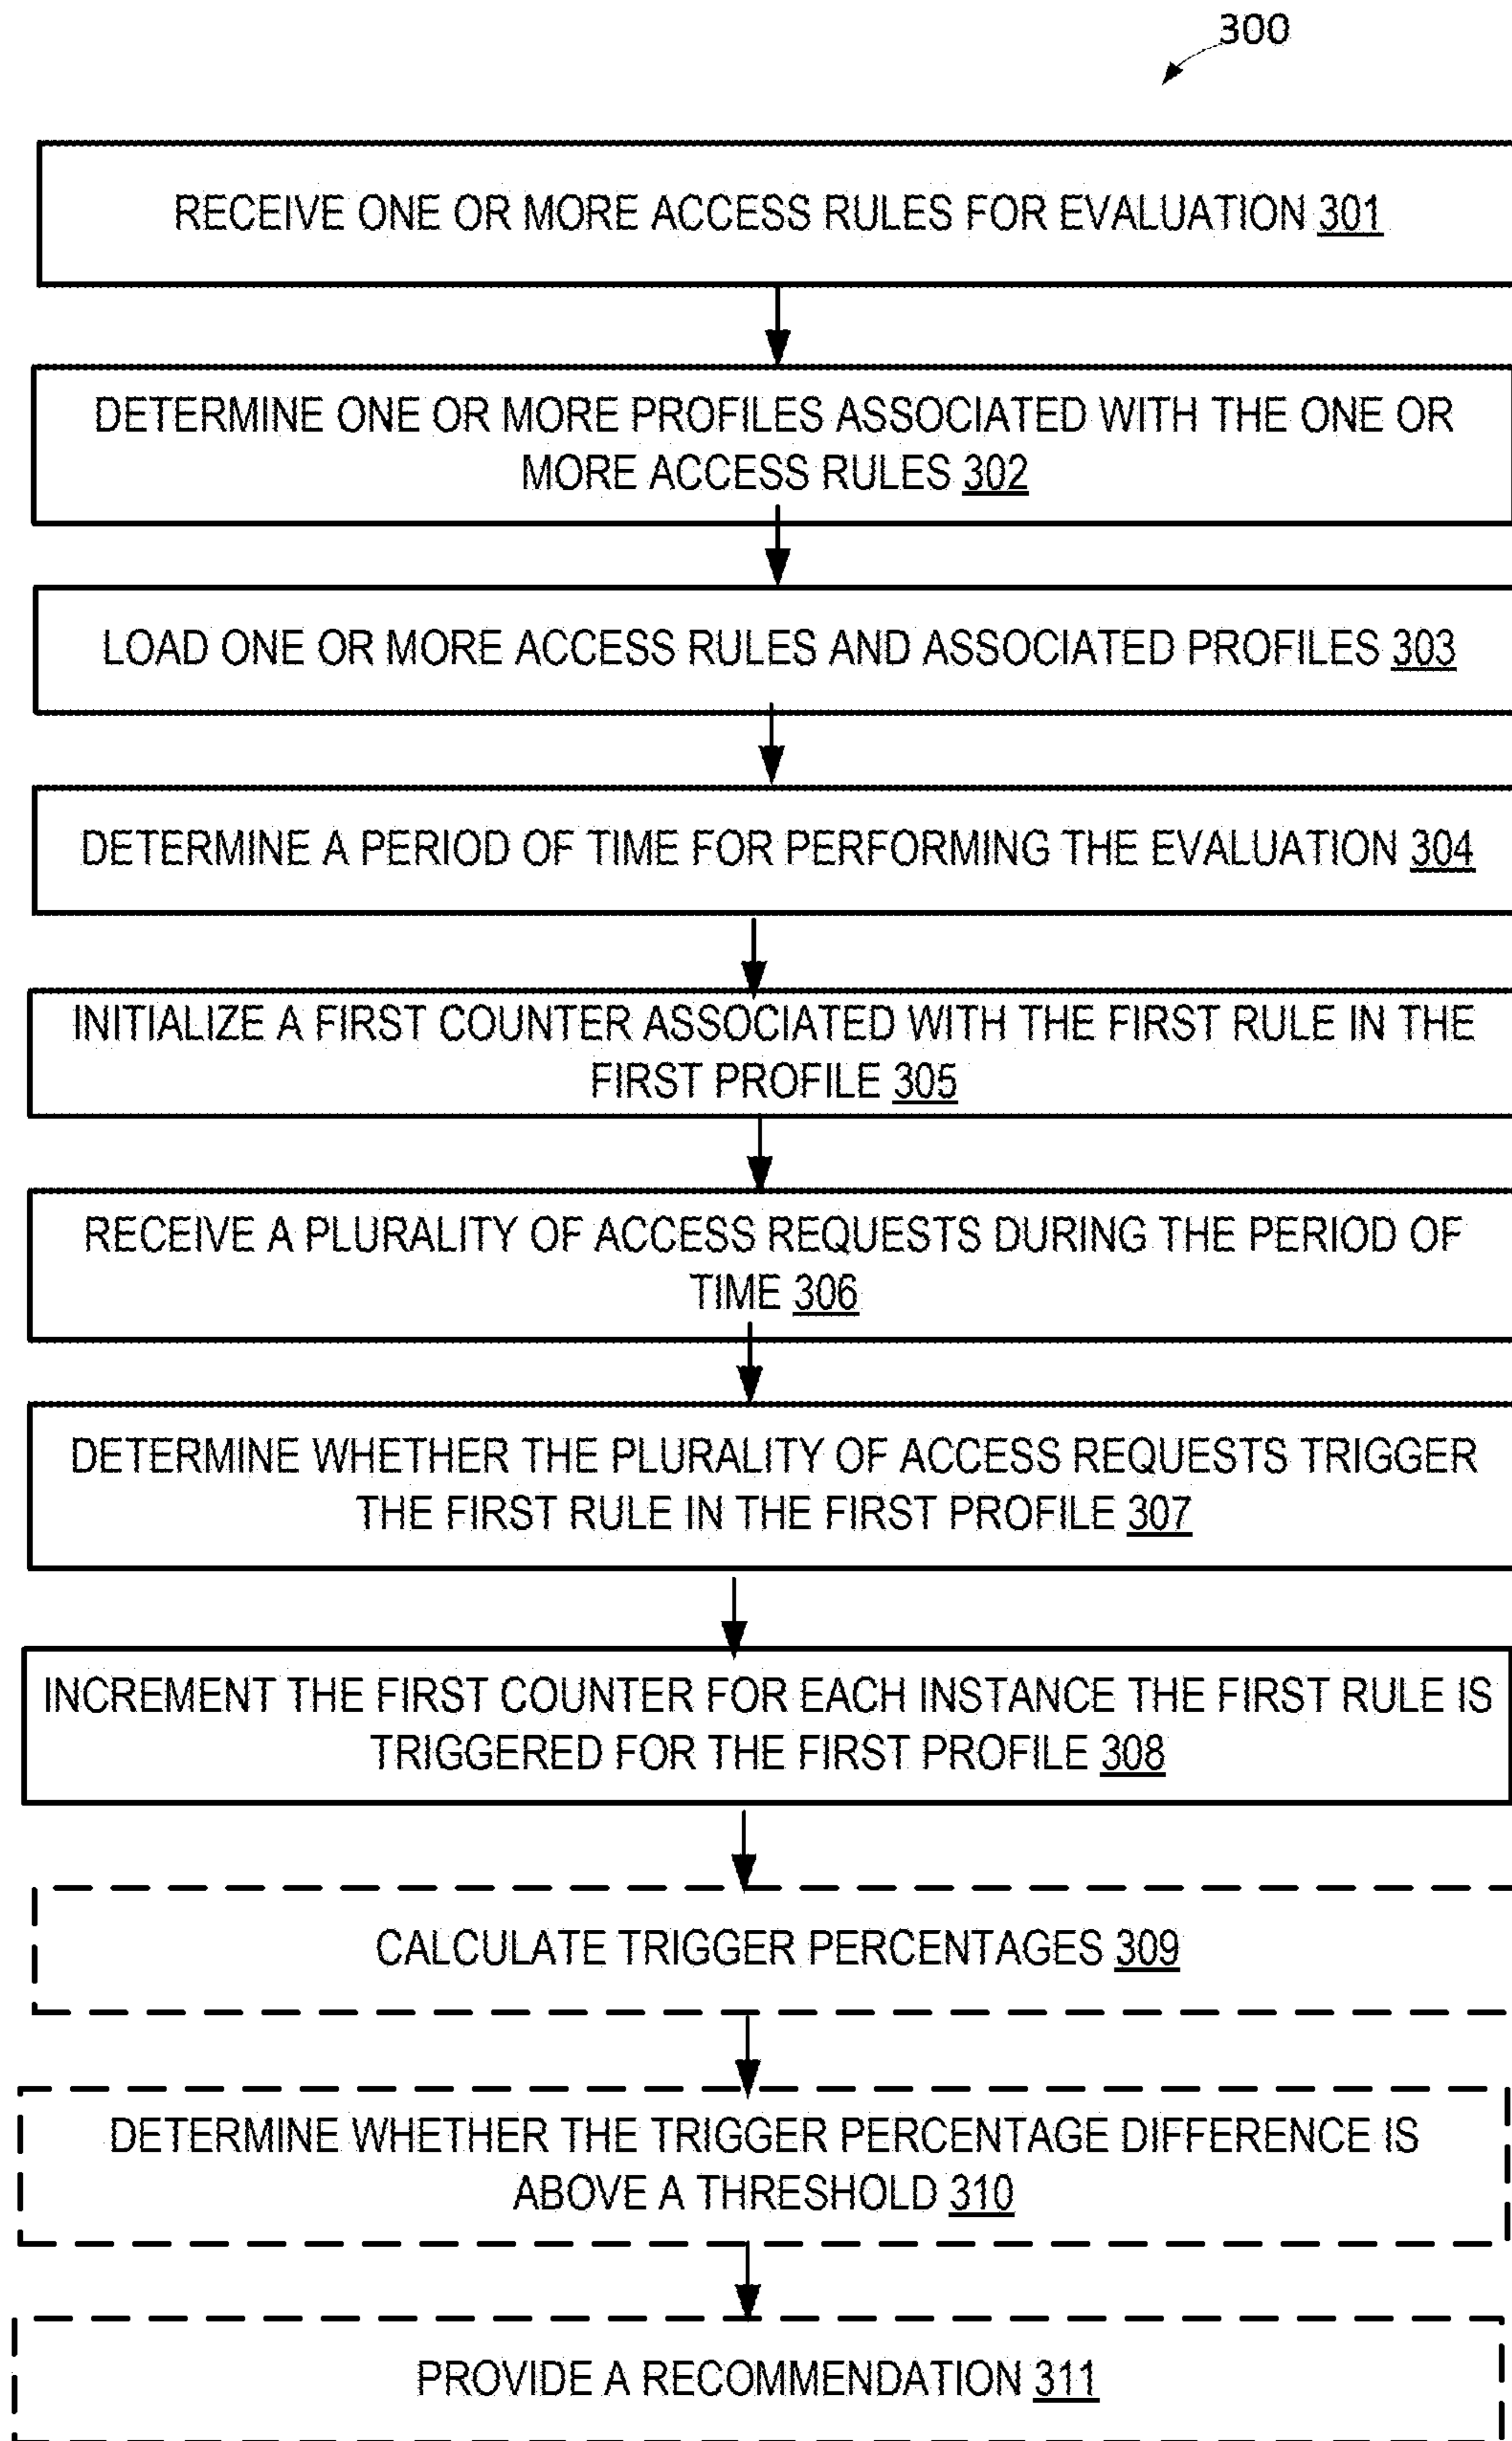 300
RECEIVE ONE OR MORE ACCESS RULES FOR EVALUATION 301
DETERMINE ONE OR MORE PROFILES ASSOCIATED WITH THE ONE OR
MORE ACCESS RULES 302
LOAD ONE OR MORE ACCESS RULES AND ASSOCIATED PROFILES 303
DETERMINE A PERIOD OF TIME FOR PERFORMING THE EVALUATION 304
INITIALIZE A FIRST COUNTER ASSOCIATED WITH THE FIRST RULE IN THE
FIRST PROFILE 305
RECEIVE A PLURALITY OF ACCESS REQUESTS DURING THE PERIOD OF
TIME 306
DETERMINE WHETHER THE PLURALITY OF ACCESS REQUESTS TRIGGER
THE FIRST RULE IN THE FIRST PROFILE 307
INCREMENT THE FIRST COUNTER FOR EACH INSTANCE THE FIRST RULE IS
TRIGGERED FOR THE FIRST PROFILE 308
CALCULATE TRIGGER PERCENTAGES 309
DETERMINE WHETHER THE TRIGGER PERCENTAGE DIFFERENCE IS
ABOVE A THRESHOLD 310
PROVIDE A RECOMMENDATION 311